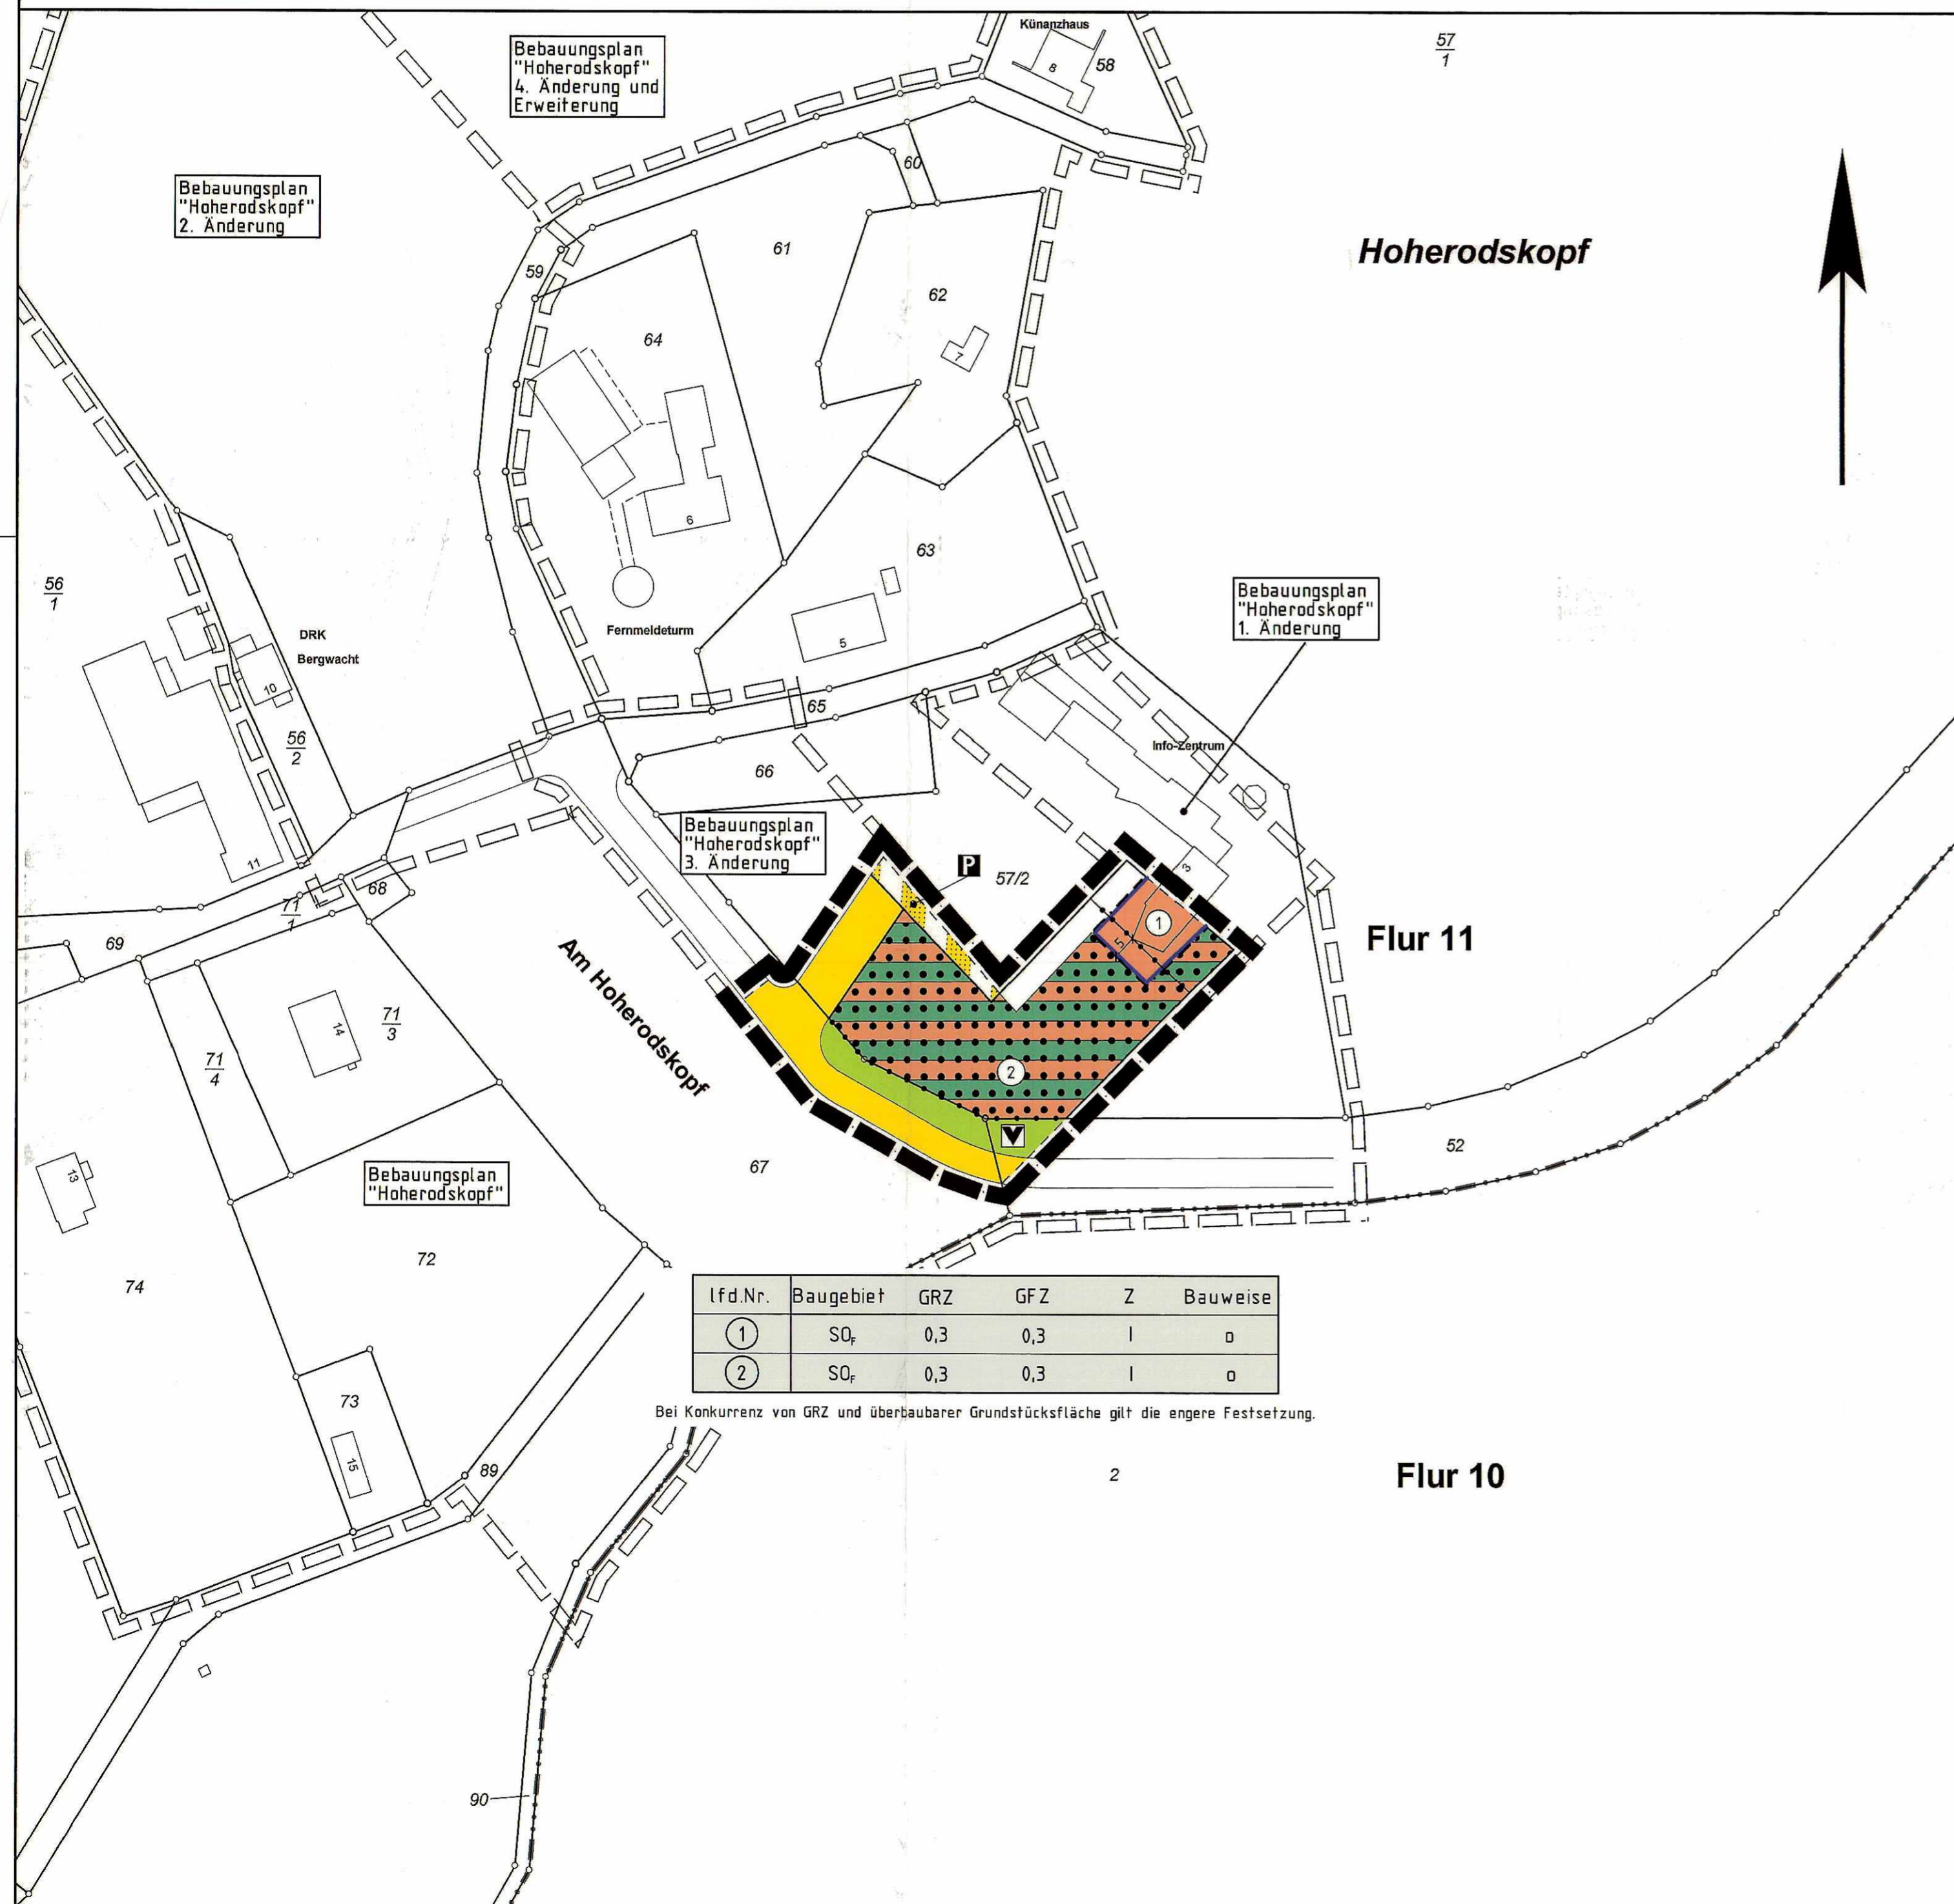 Künanzhaus
8
58
57
1
Bebauungsplan
"Hoherodskopf"
4. Änderung und
Erweiterung
60
Bebauungsplan
"Hoherodskopf"
2. Änderung
61
Hoherodskopf
59
62
64
7
6
63
56
1
Bebauungsplan
"Hoherodskopf"
1. Änderung
Fernmeldeturm
DRK
Bergwacht
5
10
65
56
2
Info-Zentrum
66
Bebauungsplan
"Hoherodskopf"
3. Änderung
11
P
57/2
3
68
71
1
1
69
5
Flur 11
Am Hoherodskopf
14
71
3
71
4
2
V
52
13
67
Bebauungsplan
"Hoherodskopf"
72
74
lfd.Nr. Baugebiet GRZ GFZ Z Bauweise
1 SOF 0,3 0,3 I o
2 SOF 0,3 0,3 I o
73
Bei Konkurrenz von GRZ und überbaubarer Grundstücksfläche gilt die engere Festsetzung.
15
89
2
Flur 10
90